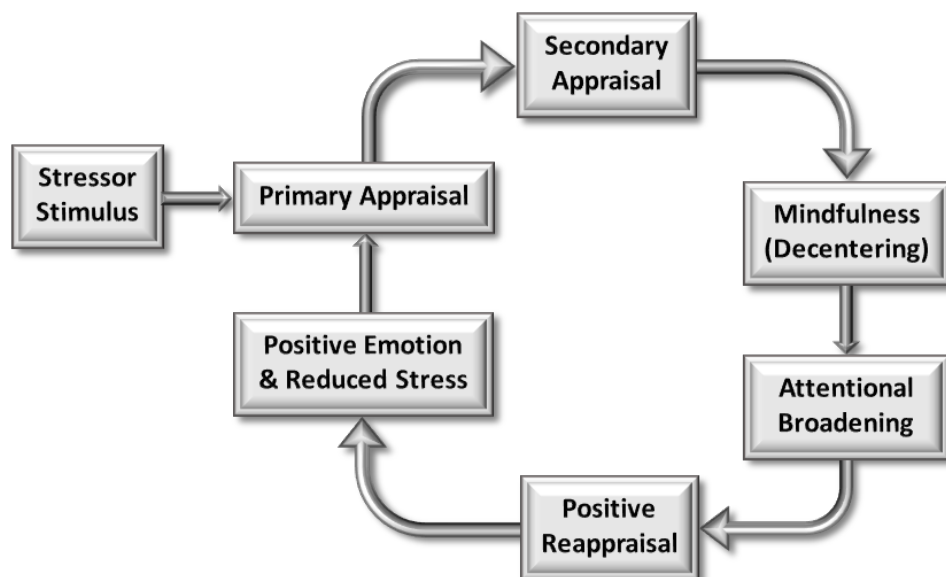 Secondary
Appraisal
Stressor
Stimulus
Primary Appraisal
Mindfulness
(Decentering)
Positive Emotion
& Reduced Stress
Attentional
Broadening
Positive
Reappraisal